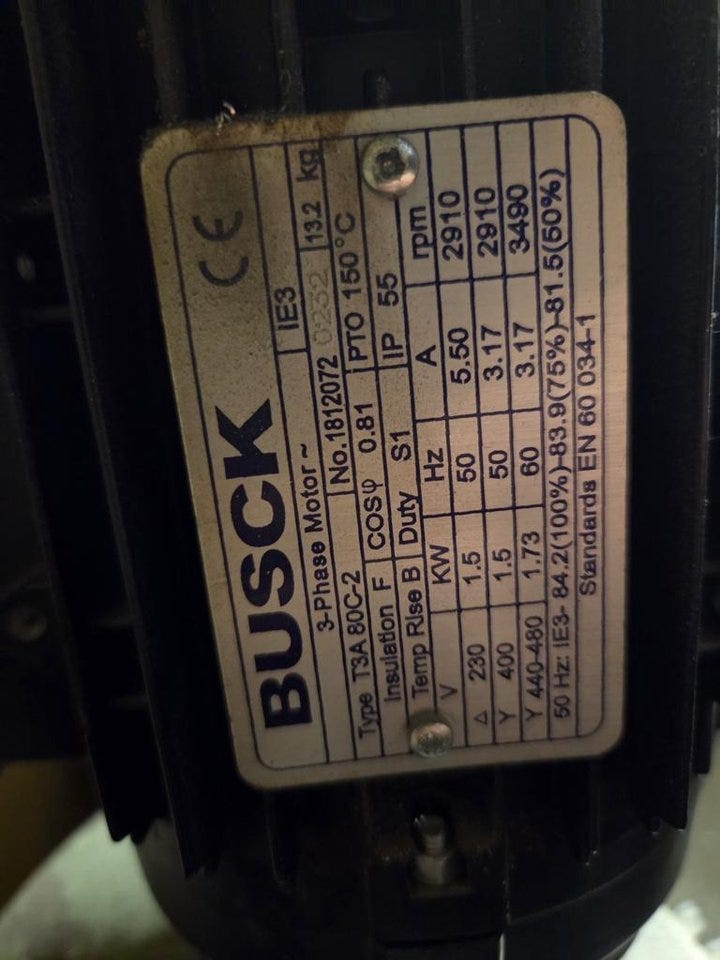 BUSCK CE
3-Phase Motor ~ IE3
Type T3A 80C-2 No.1812072 0232 13.2 kg
Insulation F COSφ 0.81 PTO 150°C
Temp Rise B Duty S1 IP 55
V KW Hz A rpm
Δ 230 1.5 50 5.50 2910
Y 400 1.5 50 3.17 2910
Y 440-480 1.73 60 3.17 3490
50 Hz: IE3- 84.2(100%)-83.9(75%)-81.5(50%)
Standards EN 60 034-1